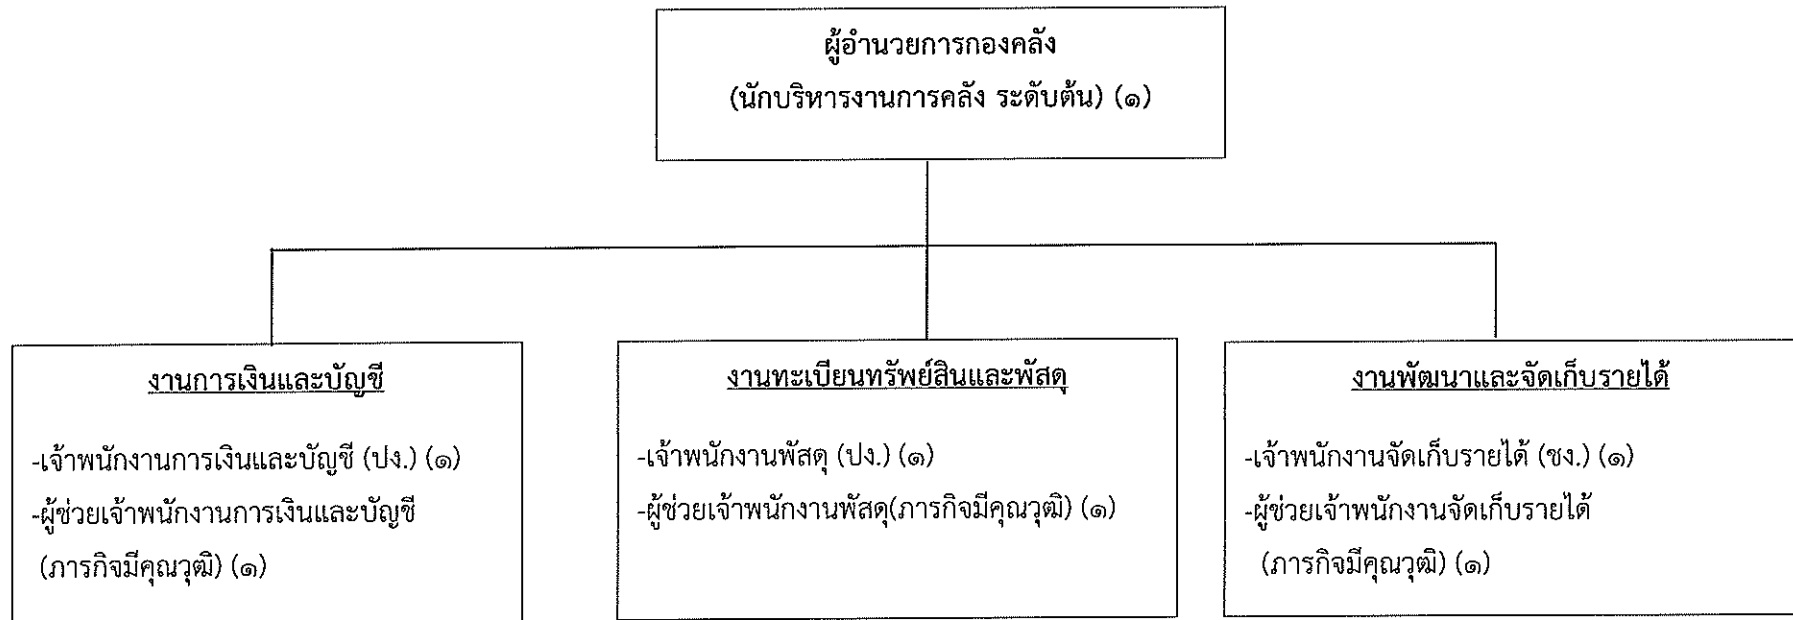 ผู้อำนวยการกองคลัง
(นักบริหารงานการคลัง ระดับต้น) (๑)
งานการเงินและบัญชี
-เจ้าพนักงานการเงินและบัญชี (ปง.) (๑)
-ผู้ช่วยเจ้าพนักงานการเงินและบัญชี
(ภารกิจมีคุณวุฒิ) (๑)
งานทะเบียนทรัพย์สินและพัสดุ
-เจ้าพนักงานพัสดุ (ปง.) (๑)
-ผู้ช่วยเจ้าพนักงานพัสดุ(ภารกิจมีคุณวุฒิ) (๑)
งานพัฒนาและจัดเก็บรายได้
-เจ้าพนักงานจัดเก็บรายได้ (ชง.) (๑)
-ผู้ช่วยเจ้าพนักงานจัดเก็บรายได้
(ภารกิจมีคุณวุฒิ) (๑)